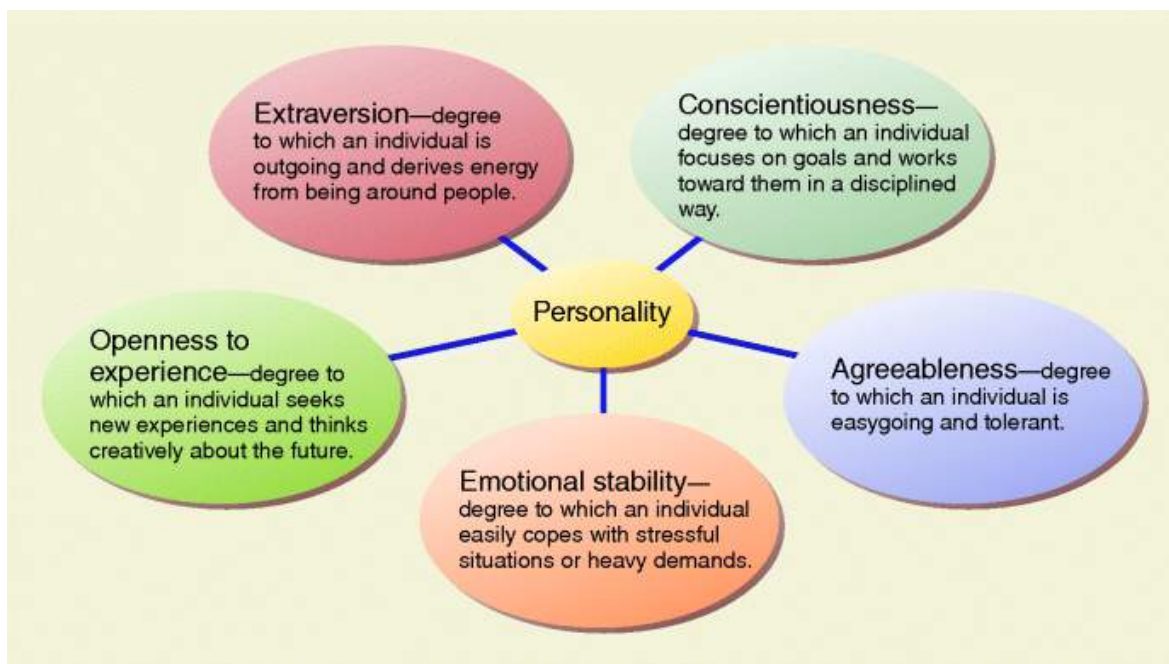 Extraversion—degree
to which an individual is
outgoing and derives energy
from being around people.
Conscientiousness—
degree to which an individual
focuses on goals and works
toward them in a disciplined
way.
Personality
Openness to
experience—degree to
which an individual seeks
new experiences and thinks
creatively about the future.
Agreeableness—degree
to which an individual is
easygoing and tolerant.
Emotional stability—
degree to which an individual
easily copes with stressful
situations or heavy demands.